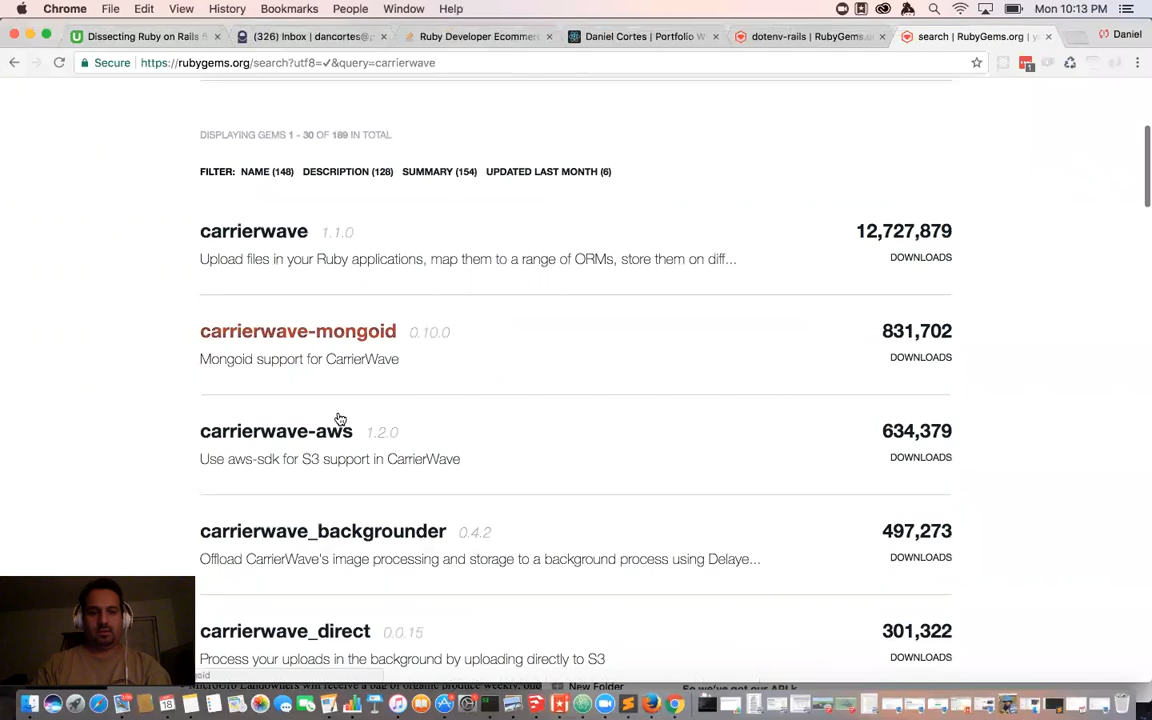 Chrome File Edit View History Bookmarks People Window Help Mon 10:13 PM
Dissecting Ruby on Rails 5 (326) Inbox | dancortes@ Ruby Developer Ecommerc Daniel Cortes | Portfolio W dotenv-rails | RubyGems.o search | RubyGems.org | Daniel
Secure https://rubygems.org/search?utf8=✓&query=carrierwave
DISPLAYING GEMS 1 - 30 OF 189 IN TOTAL
FILTER: NAME (148) DESCRIPTION (128) SUMMARY (154) UPDATED LAST MONTH (6)
carrierwave 1.1.0 12,727,879
Upload files in your Ruby applications, map them to a range of ORMs, store them on diff... DOWNLOADS
carrierwave-mongoid 0.10.0 831,702
Mongoid support for CarrierWave DOWNLOADS
carrierwave-aws 1.2.0 634,379
Use aws-sdk for S3 support in CarrierWave DOWNLOADS
carrierwave_backgrounder 0.4.2 497,273
Offload CarrierWave's image processing and storage to a background process using Delaye... DOWNLOADS
carrierwave_direct 0.0.15 301,322
Process your uploads in the background by uploading directly to S3 DOWNLOADS